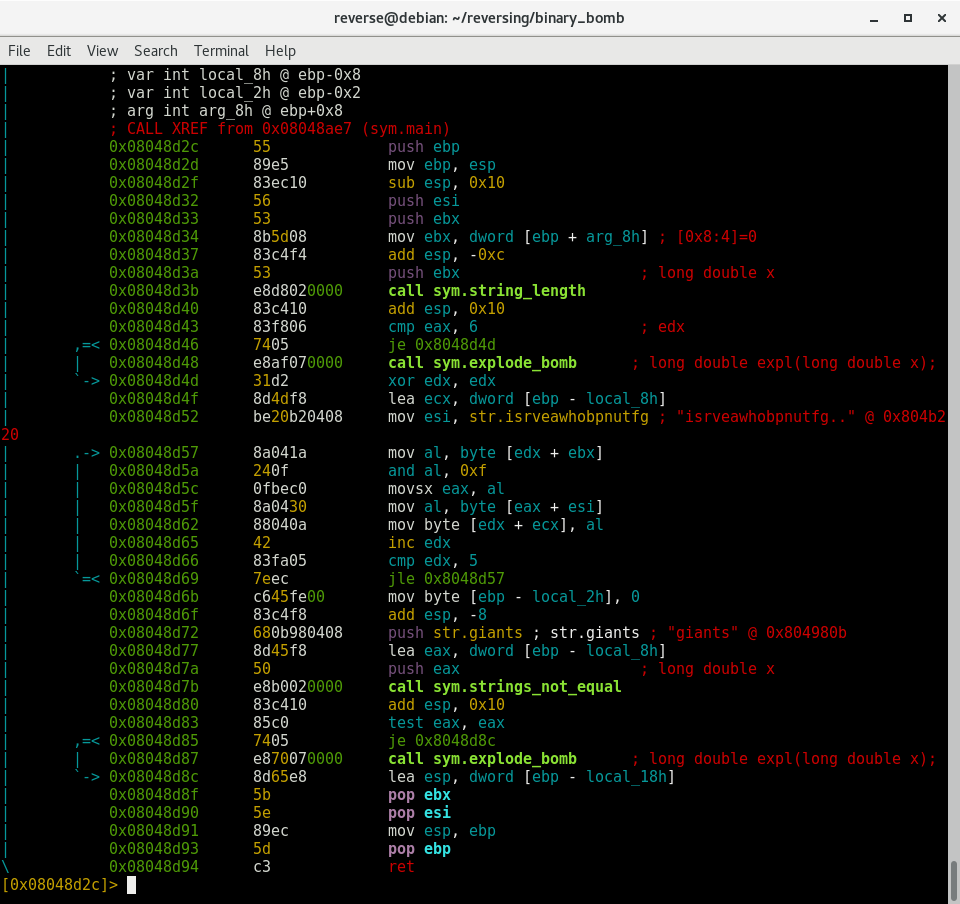 reverse@debian: ~/reversing/binary_bomb
File Edit View Search Terminal Help
| ; var int local_8h @ ebp-0x8
| ; var int local_2h @ ebp-0x2
| ; arg int arg_8h @ ebp+0x8
| ; CALL XREF from 0x08048ae7 (sym.main)
| 0x08048d2c 55 push ebp
| 0x08048d2d 89e5 mov ebp, esp
| 0x08048d2f 83ec10 sub esp, 0x10
| 0x08048d32 56 push esi
| 0x08048d33 53 push ebx
| 0x08048d34 8b5d08 mov ebx, dword [ebp + arg_8h] ; [0x8:4]=0
| 0x08048d37 83c4f4 add esp, -0xc
| 0x08048d3a 53 push ebx ; long double x
| 0x08048d3b e8d8020000 call sym.string_length
| 0x08048d40 83c410 add esp, 0x10
| 0x08048d43 83f806 cmp eax, 6 ; edx
| ,=< 0x08048d46 7405 je 0x8048d4d
| | 0x08048d48 e8af070000 call sym.explode_bomb ; long double expl(long double x);
| `-> 0x08048d4d 31d2 xor edx, edx
| 0x08048d4f 8d4df8 lea ecx, dword [ebp - local_8h]
| 0x08048d52 be20b20408 mov esi, str.isrveawhobpnutfg ; "isrveawhobpnutfg.." @ 0x804b2
20
| .-> 0x08048d57 8a041a mov al, byte [edx + ebx]
| | 0x08048d5a 240f and al, 0xf
| | 0x08048d5c 0fbec0 movsx eax, al
| | 0x08048d5f 8a0430 mov al, byte [eax + esi]
| | 0x08048d62 88040a mov byte [edx + ecx], al
| | 0x08048d65 42 inc edx
| | 0x08048d66 83fa05 cmp edx, 5
| `=< 0x08048d69 7eec jle 0x8048d57
| 0x08048d6b c645fe00 mov byte [ebp - local_2h], 0
| 0x08048d6f 83c4f8 add esp, -8
| 0x08048d72 680b980408 push str.giants ; str.giants ; "giants" @ 0x804980b
| 0x08048d77 8d45f8 lea eax, dword [ebp - local_8h]
| 0x08048d7a 50 push eax ; long double x
| 0x08048d7b e8b0020000 call sym.strings_not_equal
| 0x08048d80 83c410 add esp, 0x10
| 0x08048d83 85c0 test eax, eax
| ,=< 0x08048d85 7405 je 0x8048d8c
| | 0x08048d87 e870070000 call sym.explode_bomb ; long double expl(long double x);
| `-> 0x08048d8c 8d65e8 lea esp, dword [ebp - local_18h]
| 0x08048d8f 5b pop ebx
| 0x08048d90 5e pop esi
| 0x08048d91 89ec mov esp, ebp
| 0x08048d93 5d pop ebp
\ 0x08048d94 c3 ret
[0x08048d2c]>